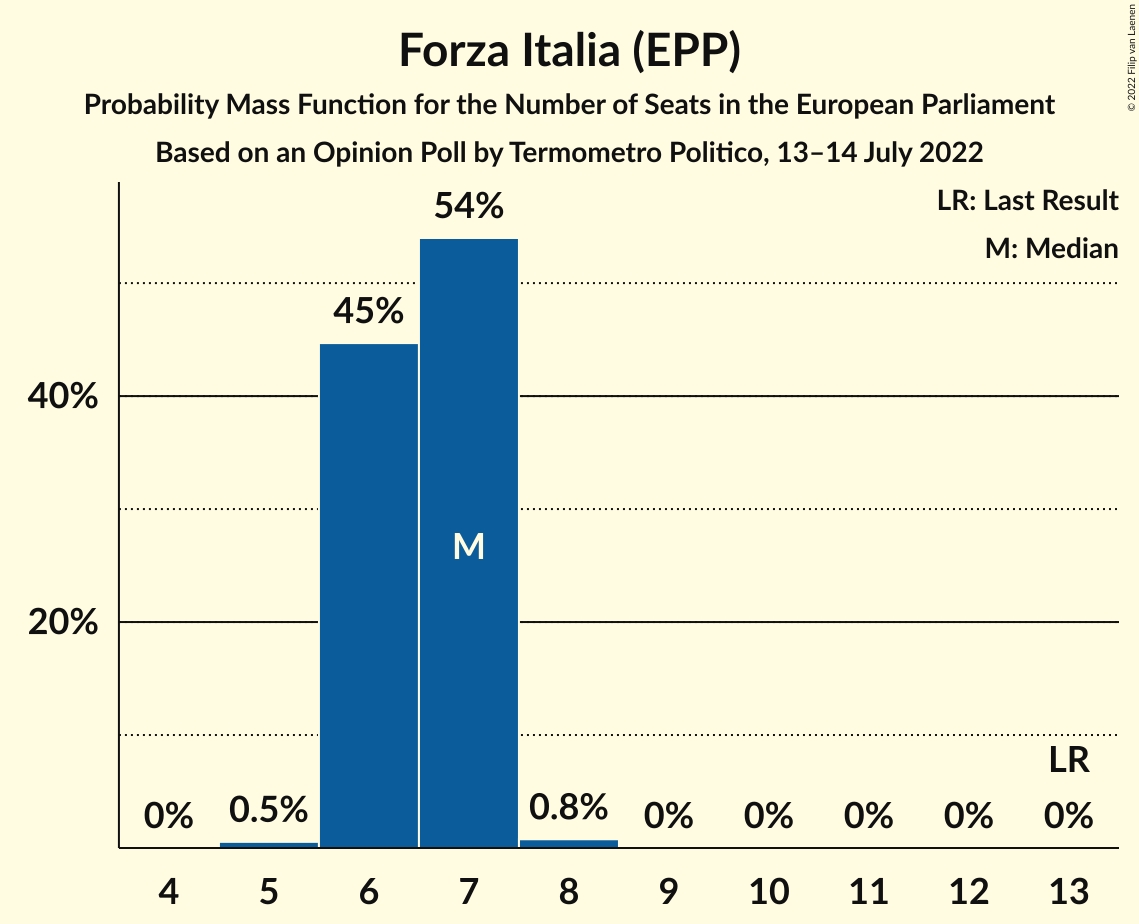 Forza Italia (EPP)
Probability Mass Function for the Number of Seats in the European Parliament
Based on an Opinion Poll by Termometro Politico, 13–14 July 2022
© 2022 Filip van Laenen
LR: Last Result
M: Median
54%
45%
40%
M
20%
LR
0%
0.5%
0.8%
0%
0%
0%
0%
0%
4 5 6 7 8 9 10 11 12 13